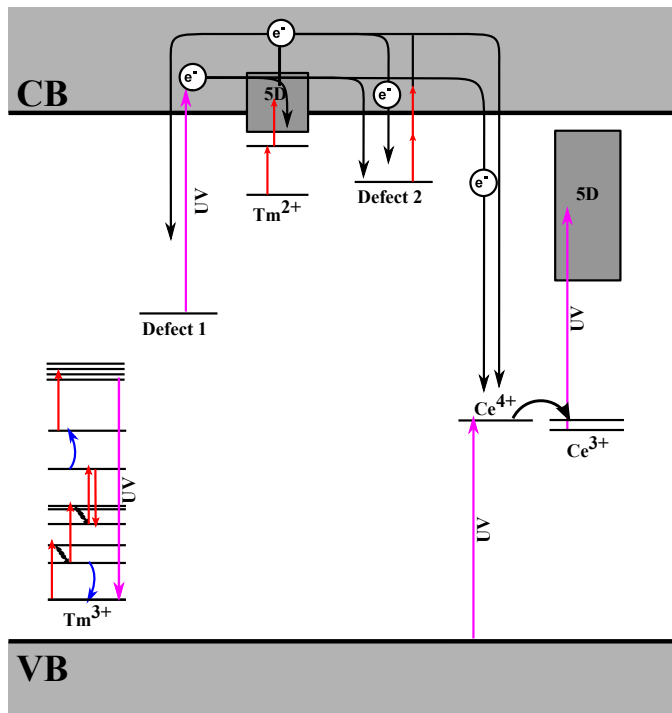 e-
e-
5D
CB
e-
e-
5D
UV
Tm2+
Defect 2
Defect 1
UV
Ce4+
Ce3+
UV
UV
Tm3+
VB